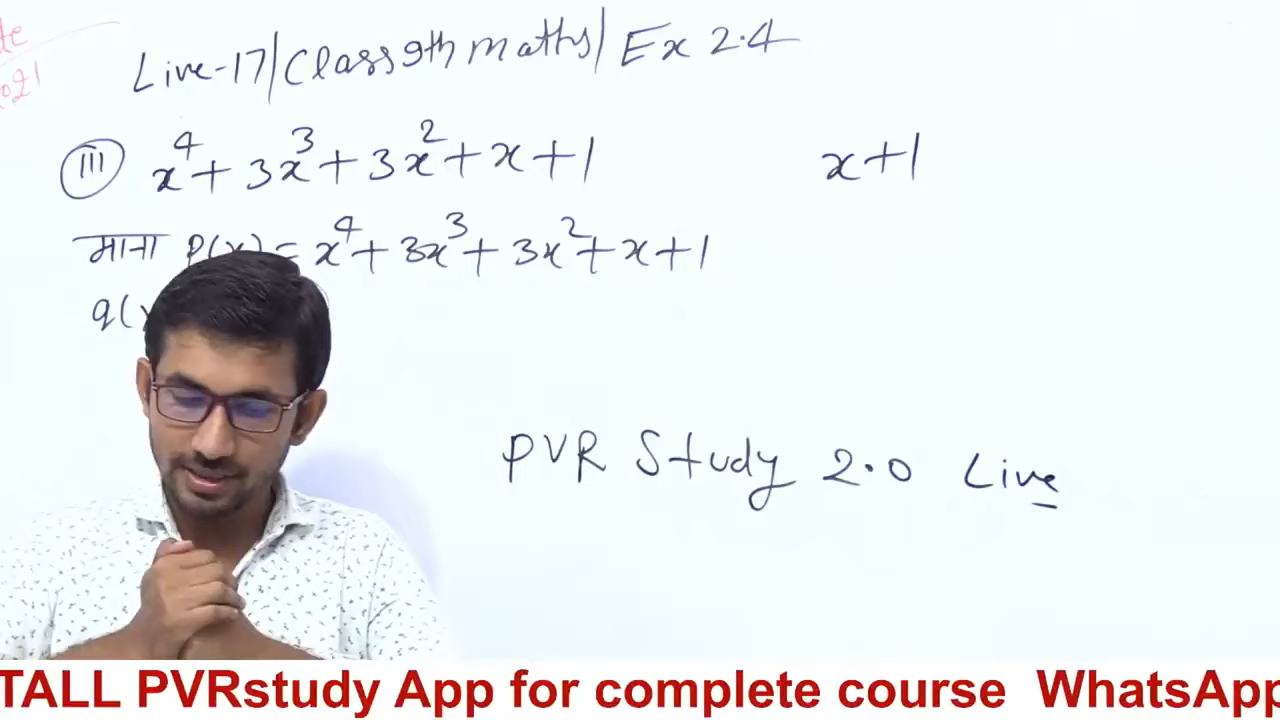 Live-17/Class 9th maths/ Ex 2.4
(III) x⁴ + 3x³ + 3x² + x + 1 x+1
माना p(x) = x⁴ + 3x³ + 3x² + x + 1
q(x
PVR Study 2.0 Live
TALL PVRstudy App for complete course WhatsApp